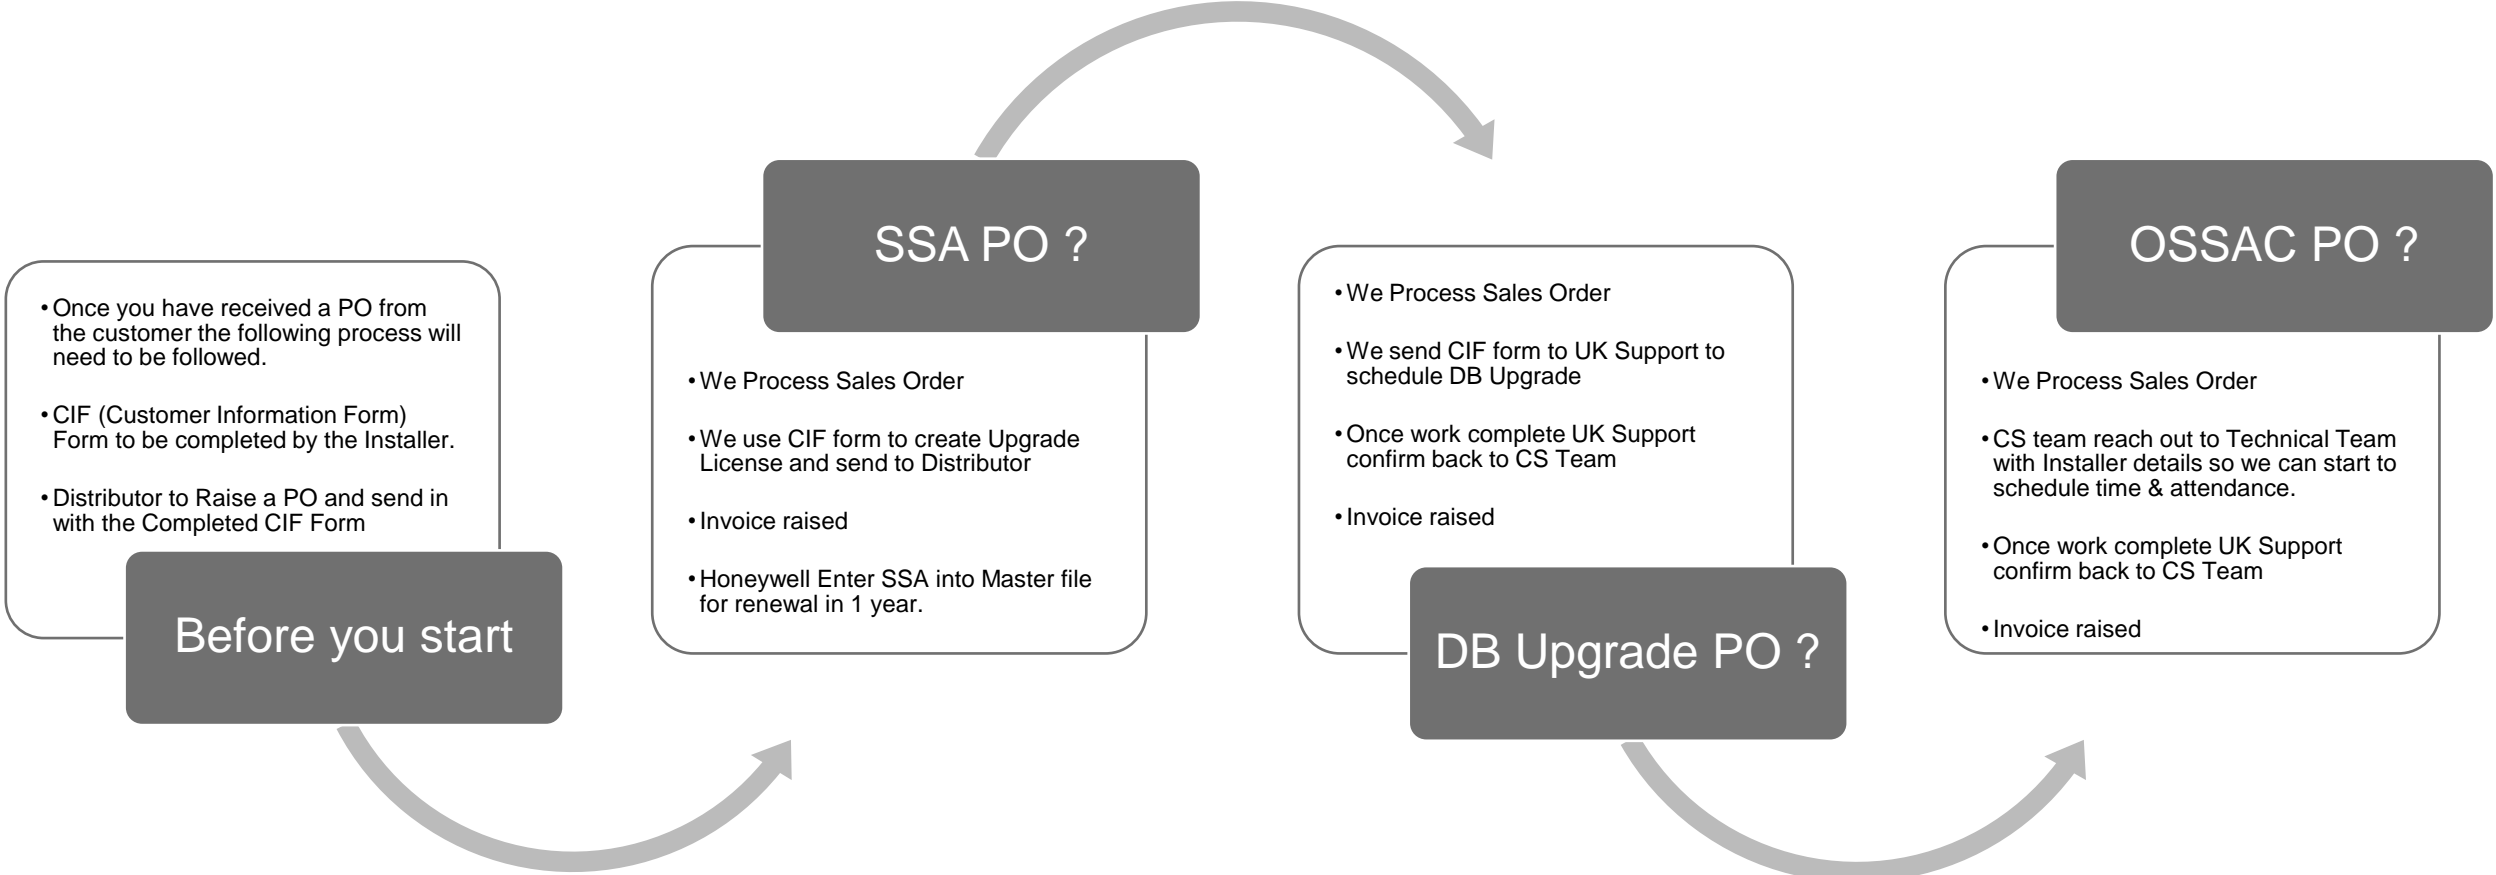 • Once you have received a PO from
the customer the following process will
need to be followed.
• CIF (Customer Information Form)
Form to be completed by the Installer.
• Distributor to Raise a PO and send in
with the Completed CIF Form
Before you start
SSA PO ?
• We Process Sales Order
• We use CIF form to create Upgrade
License and send to Distributor
• Invoice raised
• Honeywell Enter SSA into Master file
for renewal in 1 year.
• We Process Sales Order
• We send CIF form to UK Support to
schedule DB Upgrade
• Once work complete UK Support
confirm back to CS Team
• Invoice raised
DB Upgrade PO ?
OSSAC PO ?
• We Process Sales Order
• CS team reach out to Technical Team
with Installer details so we can start to
schedule time & attendance.
• Once work complete UK Support
confirm back to CS Team
• Invoice raised